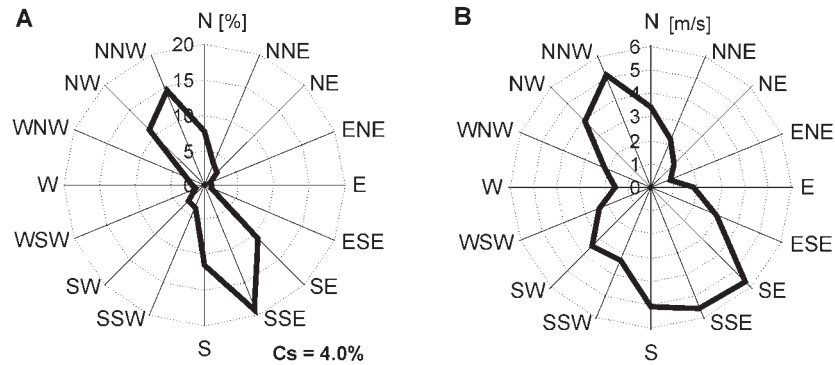 A
N [%]
20
15
10
5
0
NNE
NE
ENE
E
ESE
SE
SSE
S
SSW
SW
WSW
W
WNW
NW
NNW
Cs = 4.0%
B
N [m/s]
6
5
4
3
2
1
0
NNE
NE
ENE
E
ESE
SE
SSE
S
SSW
SW
WSW
W
WNW
NW
NNW